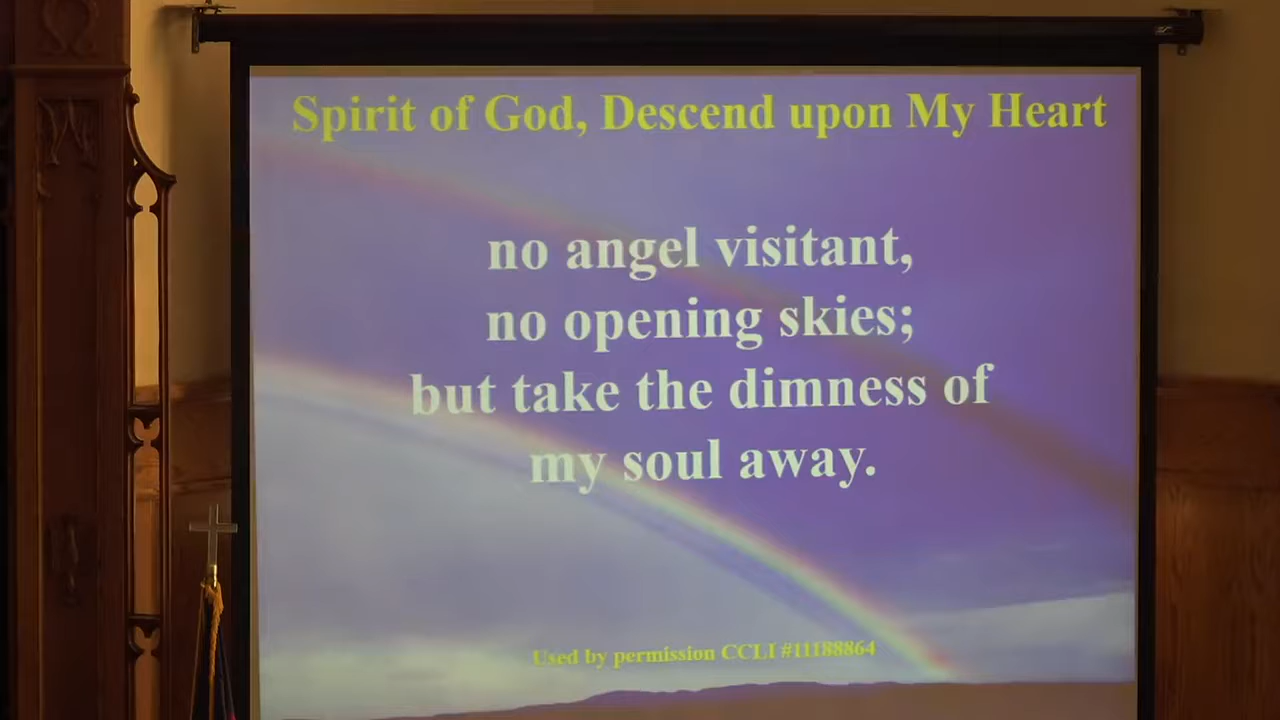 Spirit of God, Descend upon My Heart
no angel visitant,
no opening skies;
but take the dimness of
my soul away.
Used by permission CCLI #11188864